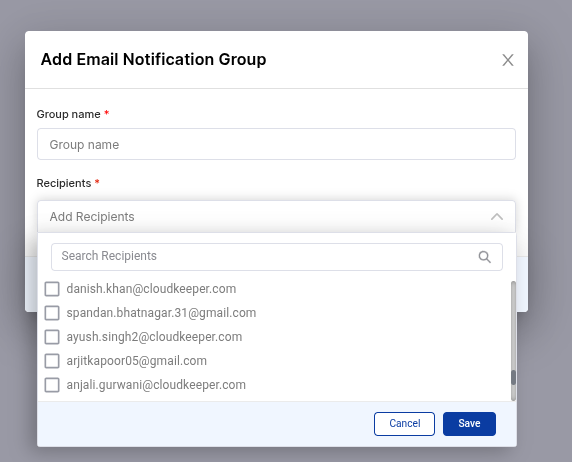 Add Email Notification Group
Group name *
Group name
Recipients *
Add Recipients
Search Recipients
danish.khan@cloudkeeper.com
spandan.bhatnagar.31@gmail.com
ayush.singh2@cloudkeeper.com
arjitkapoor05@gmail.com
anjali.gurwani@cloudkeeper.com
Cancel Save